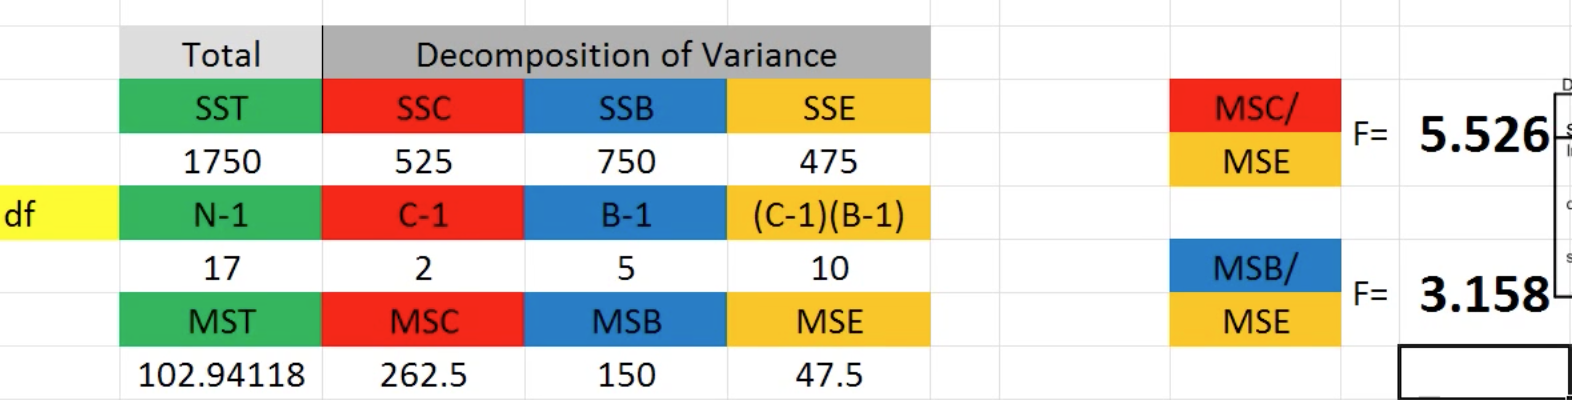 Total Decomposition of Variance
SST SSC SSB SSE
1750 525 750 475
df N-1 C-1 B-1 (C-1)(B-1)
17 2 5 10
MST MSC MSB MSE
102.94118 262.5 150 47.5
MSC/
MSE
F= 5.526
MSB/
MSE
F= 3.158